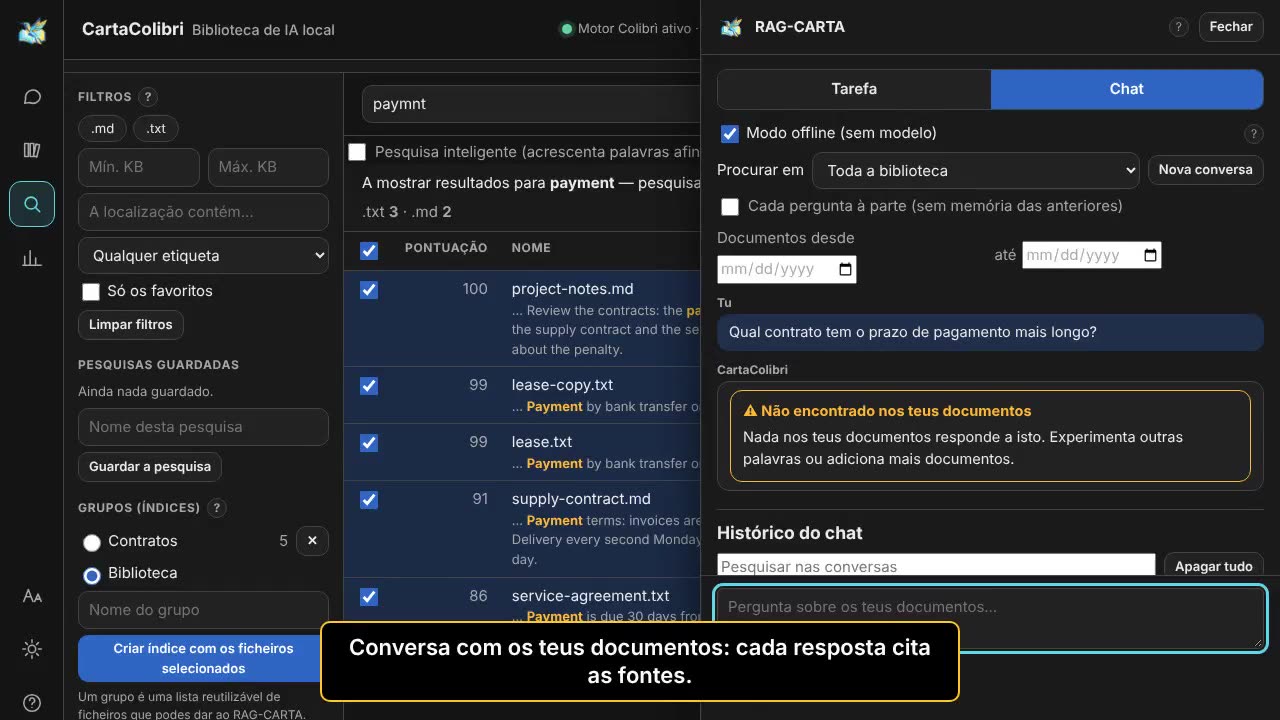 CartaColibri Biblioteca de IA local
Motor Colibri ativo ·
FILTROS ?
.md .txt
Mín. KB Máx. KB
A localização contém…
Qualquer etiqueta
Só os favoritos
Limpar filtros
PESQUISAS GUARDADAS
Ainda nada guardado.
Nome desta pesquisa
Guardar a pesquisa
GRUPOS (ÍNDICES) ?
Contratos 5 ×
Biblioteca
Nome do grupo
Criar índice com os ficheiros
selecionados
Um grupo é uma lista reutilizável de
ficheiros que podes dar ao RAG-CARTA.
paymnt
Pesquisa inteligente (acrescenta palavras afin
A mostrar resultados para payment — pesquisa
.txt 3 · .md 2
PONTUAÇÃO NOME
100 project-notes.md
... Review the contracts: the pa
the supply contract and the se
about the penalty.
99 lease-copy.txt
... Payment by bank transfer o
99 lease.txt
... Payment by bank transfer o
91 supply-contract.md
... Payment terms: invoices are
Delivery every second Monday
day.
86 service-agreement.txt
... Payment is due 30 days from
RAG-CARTA ? Fechar
Tarefa Chat
Modo offline (sem modelo) ?
Procurar em Toda a biblioteca Nova conversa
Cada pergunta à parte (sem memória das anteriores)
Documentos desde
mm/dd/yyyy até mm/dd/yyyy
Tu
Qual contrato tem o prazo de pagamento mais longo?
CartaColibri
⚠ Não encontrado nos teus documentos
Nada nos teus documentos responde a isto. Experimenta outras
palavras ou adiciona mais documentos.
Histórico do chat
Pesquisar nas conversas Apagar tudo
Pergunta sobre os teus documentos…
Conversa com os teus documentos: cada resposta cita
as fontes.